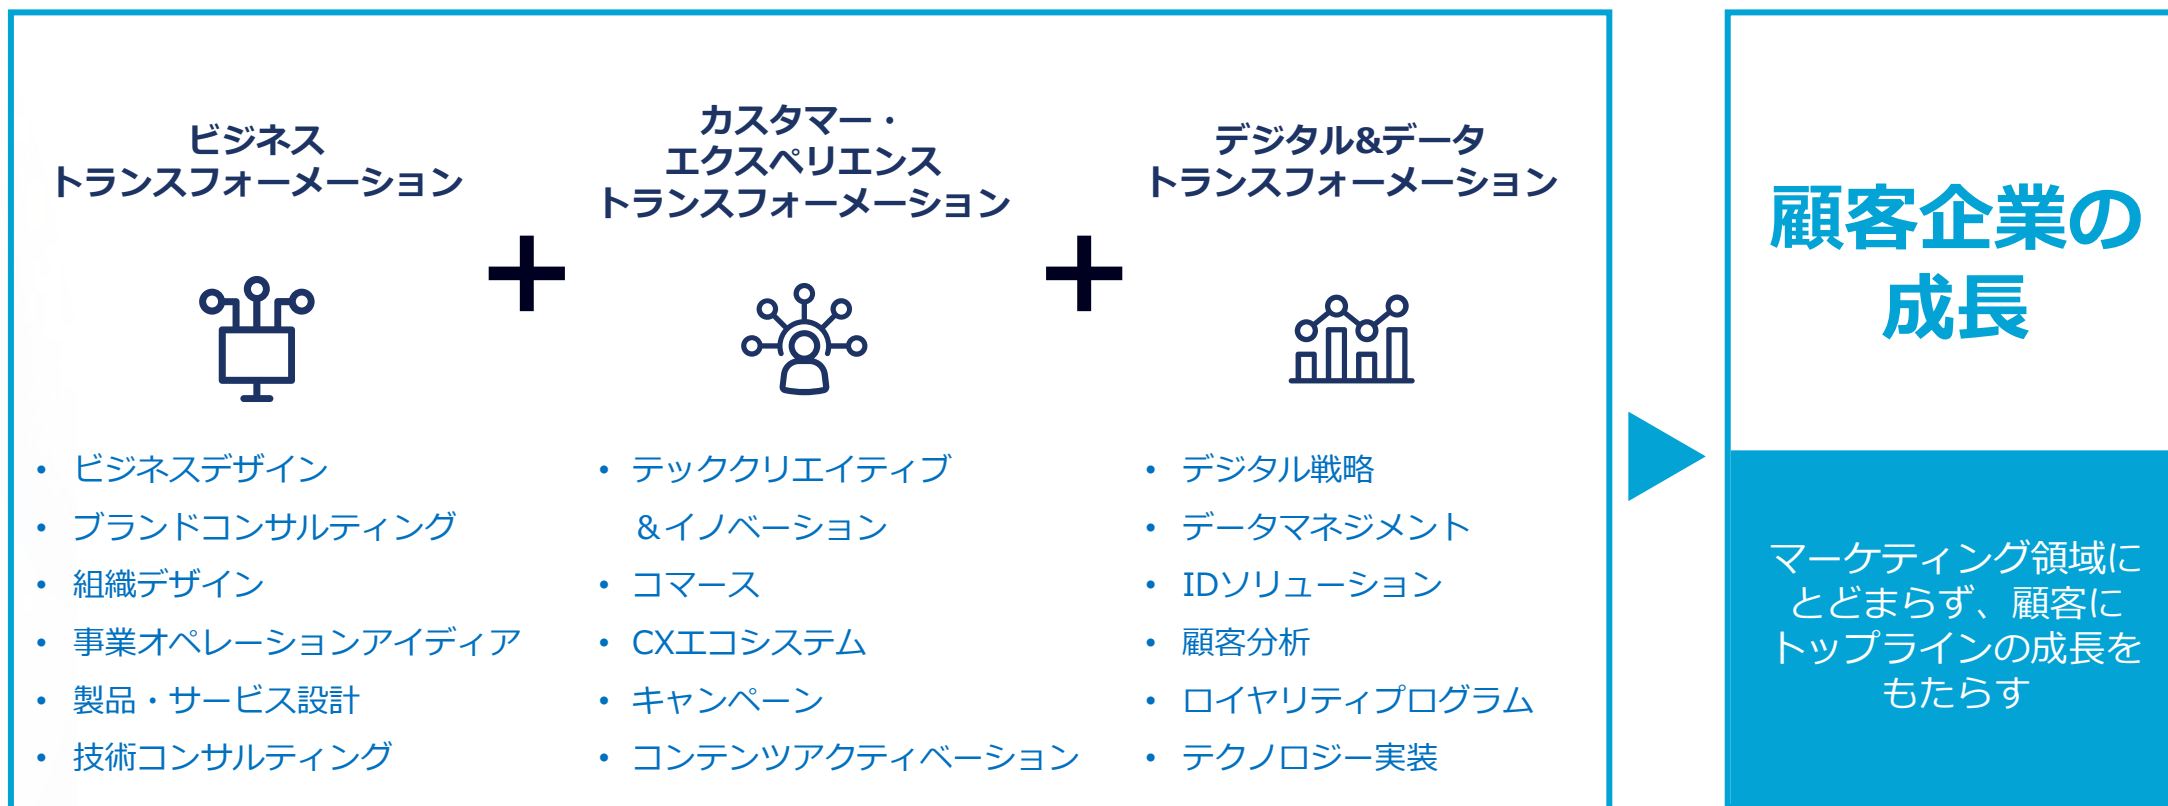 ビジネス
トランスフォーメーション
カスタマー・
エクスペリエンス
トランスフォーメーション
デジタル&データ
トランスフォーメーション
• ビジネスデザイン
• ブランドコンサルティング
• 組織デザイン
• 事業オペレーションアイディア
• 製品・サービス設計
• 技術コンサルティング
• テッククリエイティブ
＆イノベーション
• コマース
• CXエコシステム
• キャンペーン
• コンテンツアクティベーション
• デジタル戦略
• データマネジメント
• IDソリューション
• 顧客分析
• ロイヤリティプログラム
• テクノロジー実装
顧客企業の
成長
マーケティング領域に
とどまらず、顧客に
トップラインの成長を
もたらす